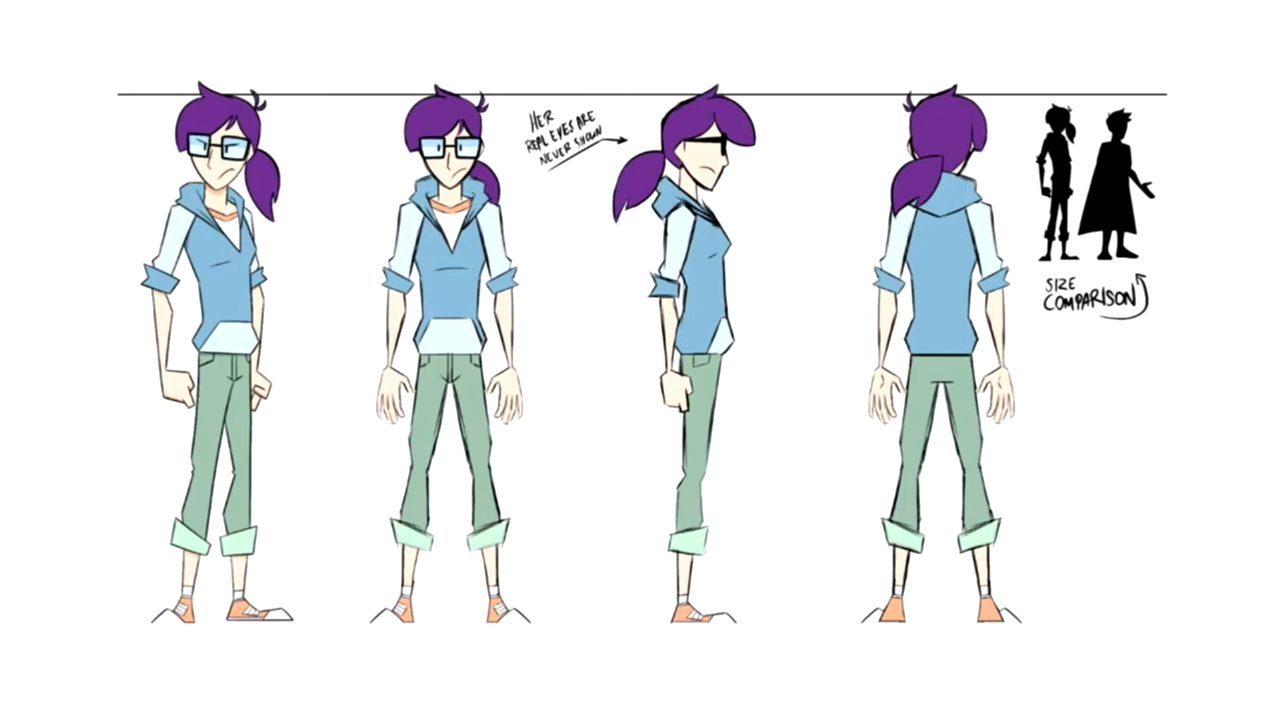 HER
REAL EYES ARE
NEVER SHOWN
SIZE
COMPARISON